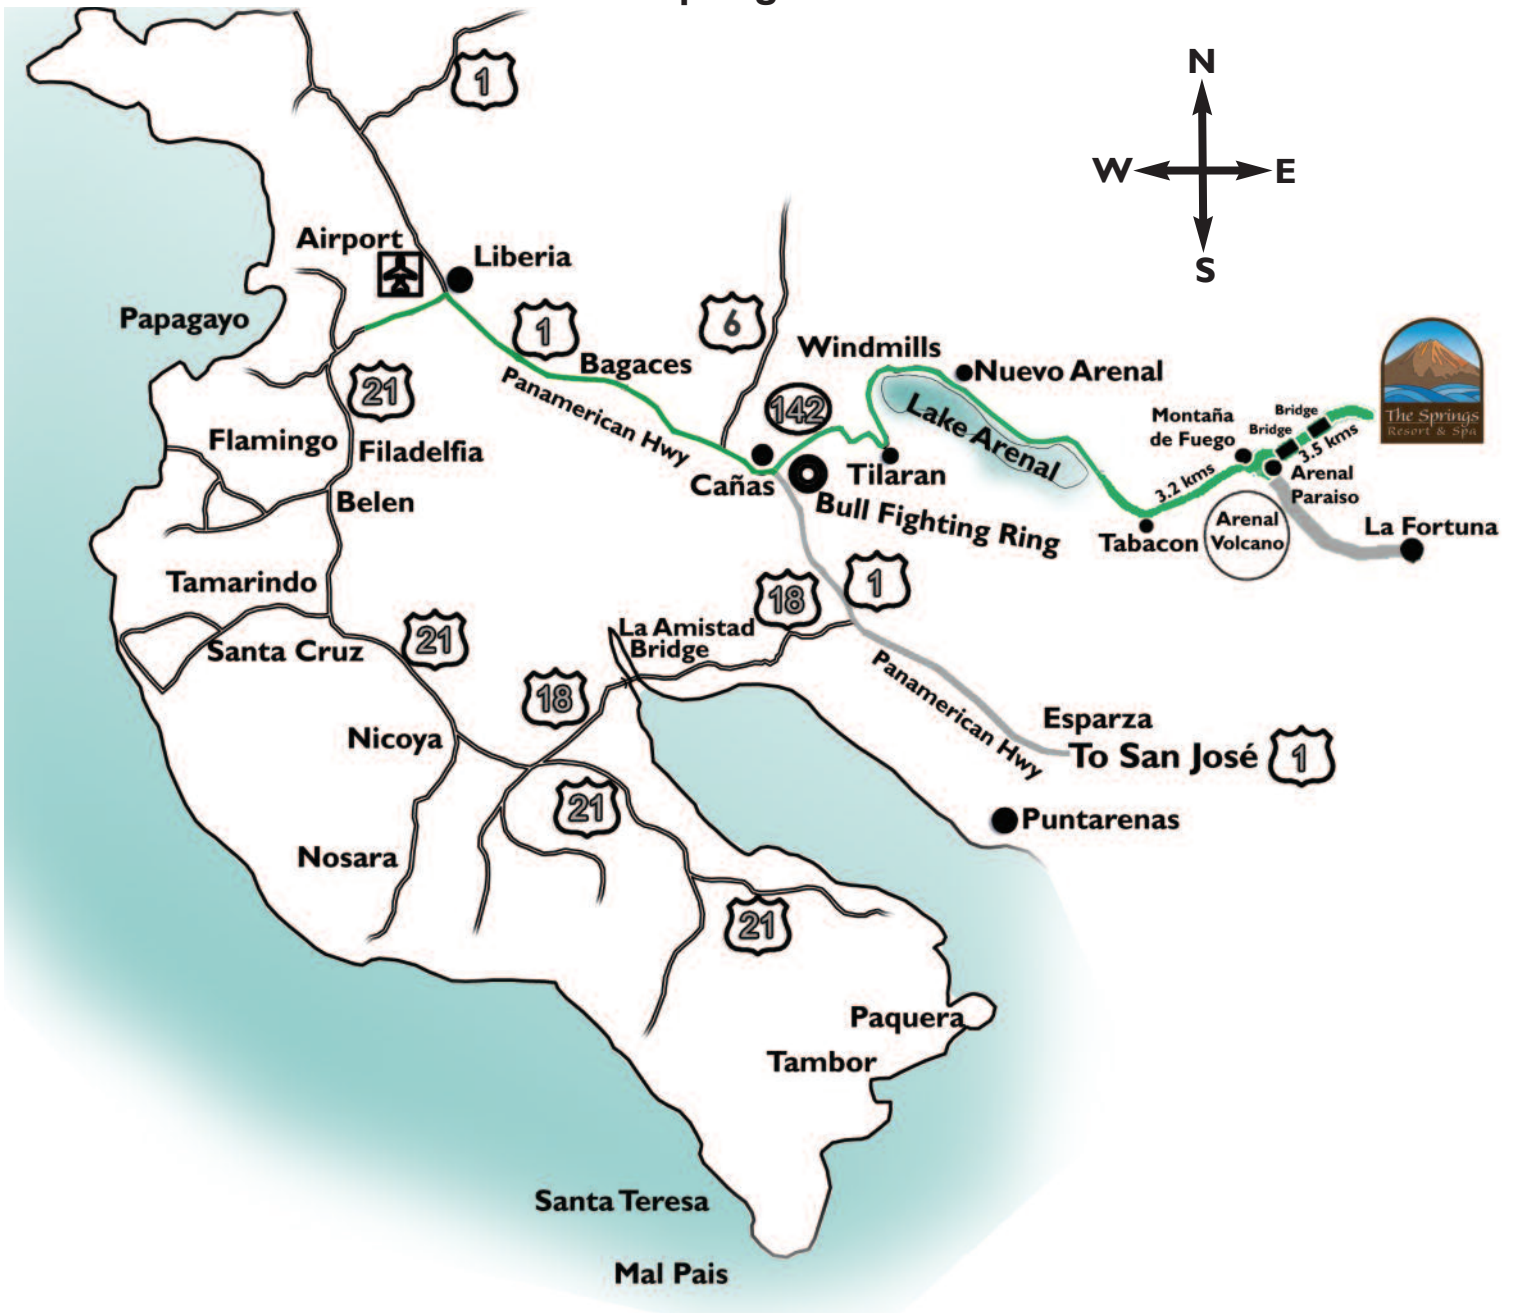 N
W
E
S
1
Airport
Liberia
Papagayo
1
6
Bagaces
Panamerican Hwy
21
Windmills
Nuevo Arenal
142
Lake Arenal
Flamingo
Filadelfia
Cañas
Tilaran
Bull Fighting Ring
Montaña
de Fuego
Bridge
Bridge
3.5 kms
3.2 kms
The Springs
Resort & Spa
Arenal
Paraiso
Belen
Tabacon
Arenal
Volcano
La Fortuna
Tamarindo
18
1
Santa Cruz
21
La Amistad
Bridge
Panamerican Hwy
18
Nicoya
Esparza
To San José
1
21
Puntarenas
Nosara
21
Paquera
Tambor
Santa Teresa
Mal Pais